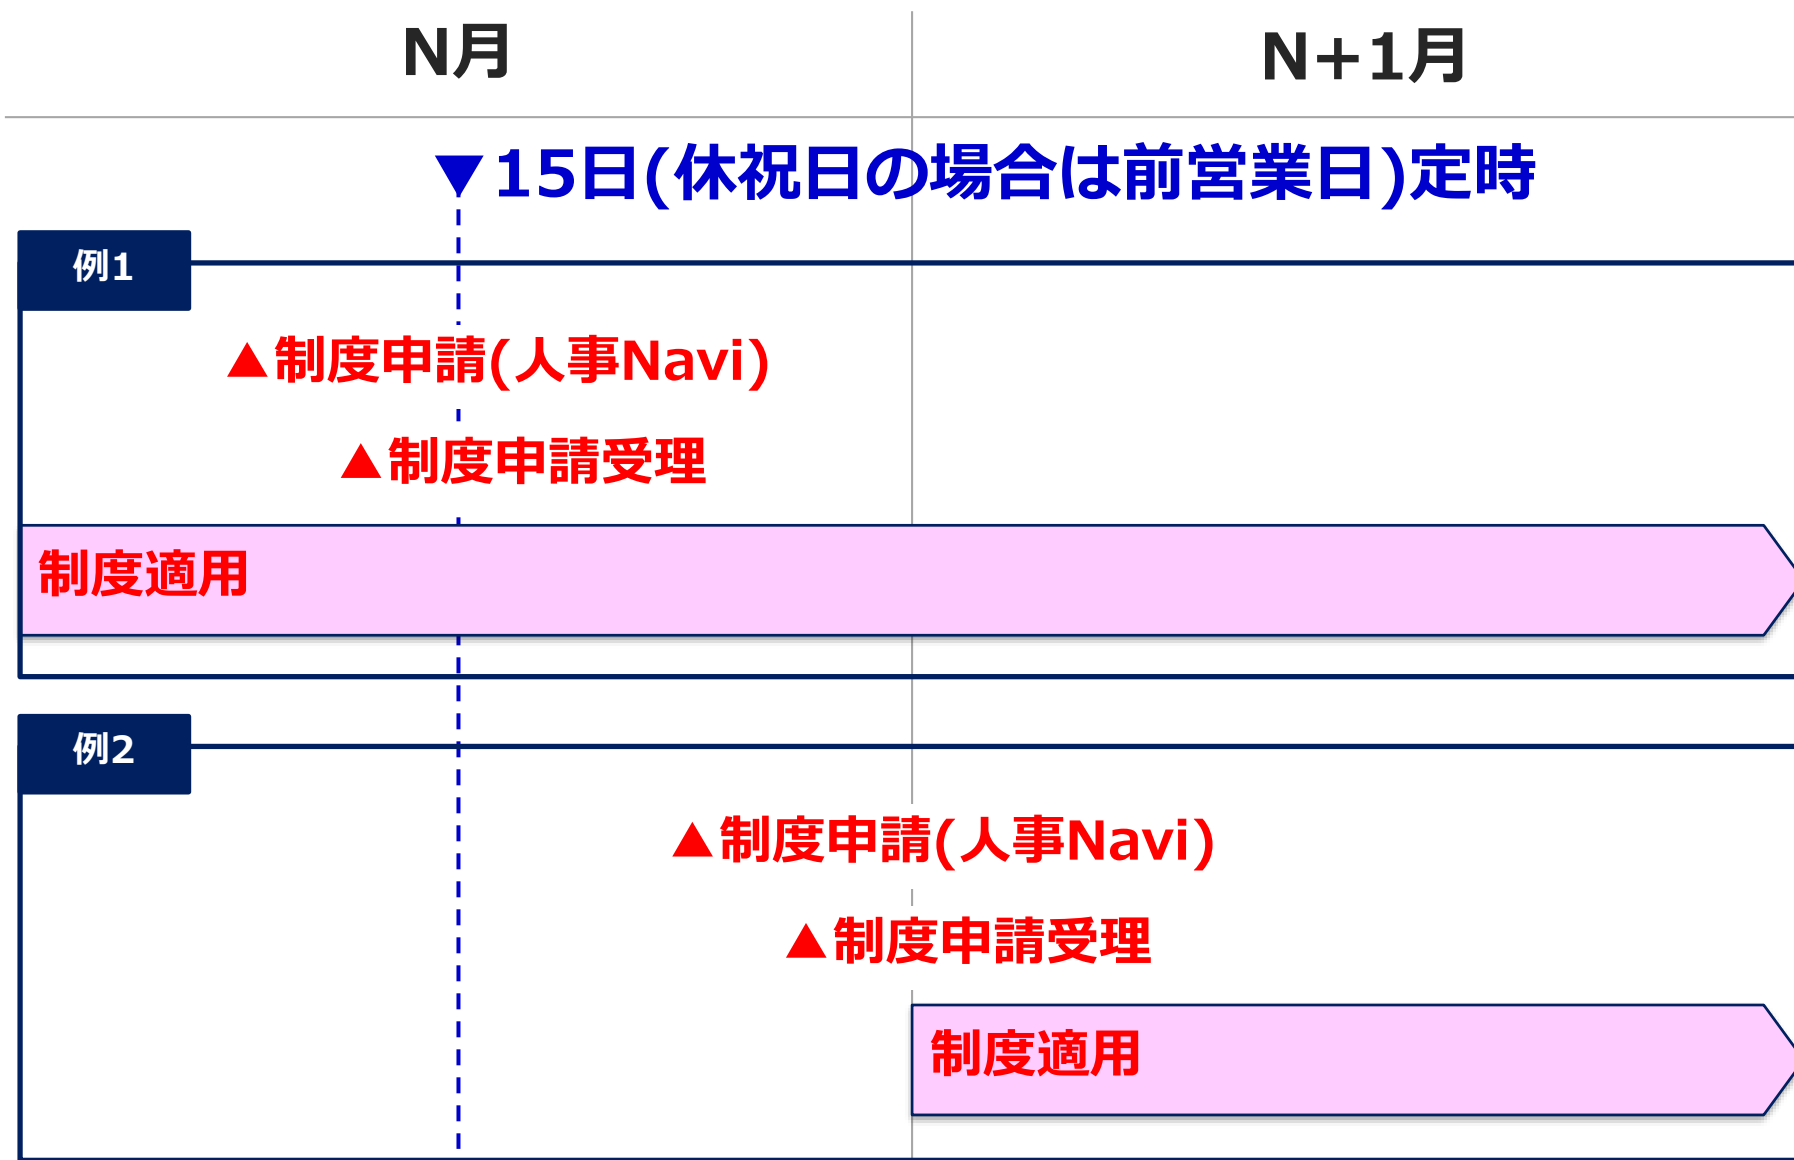 N月
N+1月
▼15日(休祝日の場合は前営業日)定時
例1
▲制度申請(人事Navi)
▲制度申請受理
制度適用
例2
▲制度申請(人事Navi)
▲制度申請受理
制度適用